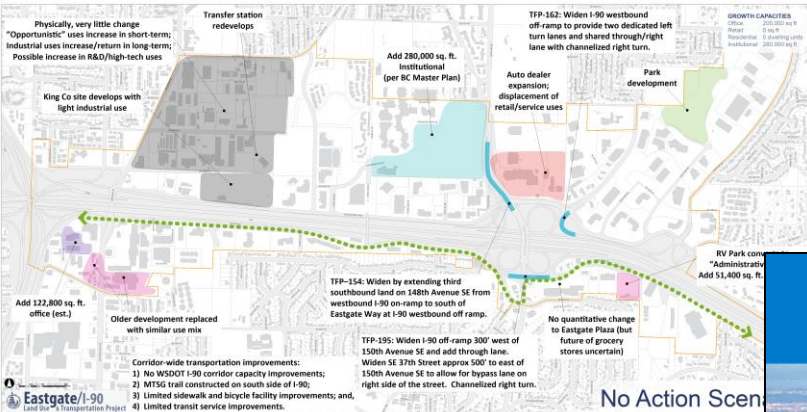 Physically, very little change
"Opportunistic" uses increase in short-term;
Industrial uses increase/return in long-term;
Possible increase in R&D/high-tech uses
Transfer station
redevelops
King Co site develops with
light industrial use
Add 280,000 sq. ft.
Institutional
(per BC Master Plan)
TFP-162: Widen I-90 westbound
off-ramp to provide two dedicated left
turn lanes and shared through/right
lane with channelized right turn.
Auto dealer
expansion;
displacement of
retail/service uses
Park
development
GROWTH CAPACITIES
Office 200,000 sq ft
Retail 0 sq ft
Residential 0 dwelling units
Institutional 280,000 sq ft
Add 122,800 sq. ft.
office (est.)
Older development replaced
with similar use mix
TFP–154: Widen by extending third
southbound land on 148th Avenue SE from
westbound I-90 on-ramp to south of
Eastgate Way at I-90 westbound off ramp.
TFP-195: Widen I-90 off-ramp 300' west of
150th Avenue SE and add through lane.
Widen SE 37th Street approx 500' to east of
150th Avenue SE to allow for bypass lane on
right side of the street. Channelized right turn.
No quantitative change
to Eastgate Plaza (but
future of grocery
stores uncertain)
RV Park
"Administrativ
Add 51,400 sq. ft.
Corridor-wide transportation improvements:
1) No WSDOT I-90 corridor capacity improvements;
2) MTSG trail constructed on south side of I-90;
3) Limited sidewalk and bicycle facility improvements; and,
4) Limited transit service improvements.
Eastgate/I-90
Land Use & Transportation Project
No Action Scena